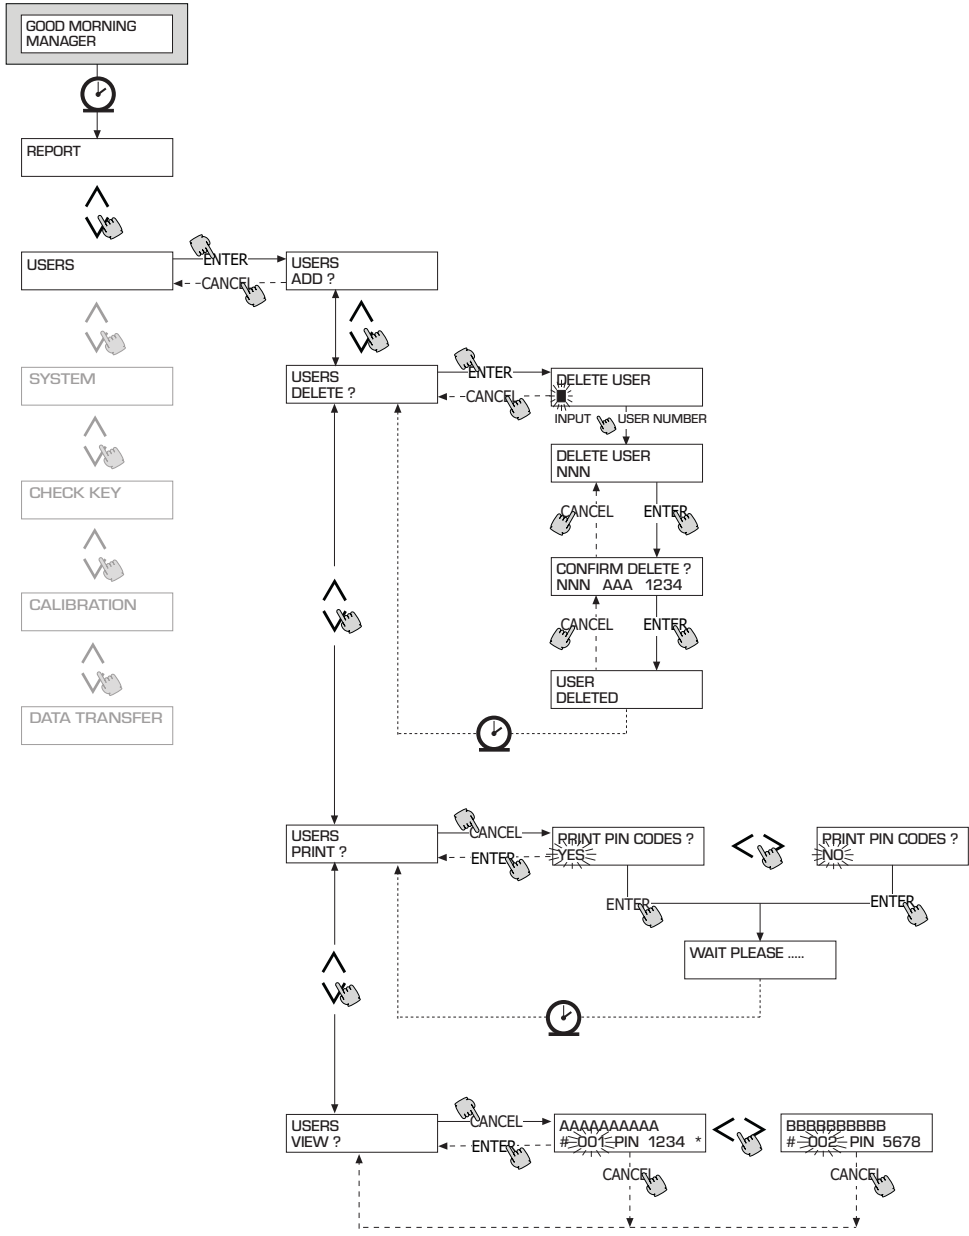 GOOD MORNING
MANAGER
REPORT
USERS
ENTER
CANCEL
USERS
ADD ?
SYSTEM
CHECK KEY
CALIBRATION
DATA TRANSFER
USERS
DELETE ?
ENTER
CANCEL
DELETE USER
INPUT USER NUMBER
DELETE USER
NNN
CANCEL ENTER
CONFIRM DELETE ?
NNN AAA 1234
CANCEL ENTER
USER
DELETED
USERS
PRINT ?
CANCEL
ENTER
PRINT PIN CODES ?
YES
PRINT PIN CODES ?
NO
ENTER
ENTER
WAIT PLEASE .....
USERS
VIEW ?
CANCEL
ENTER
AAAAAAAAAA
# 001 PIN 1234 *
BBBBBBBBBB
# 002 PIN 5678
CANCEL
CANCEL